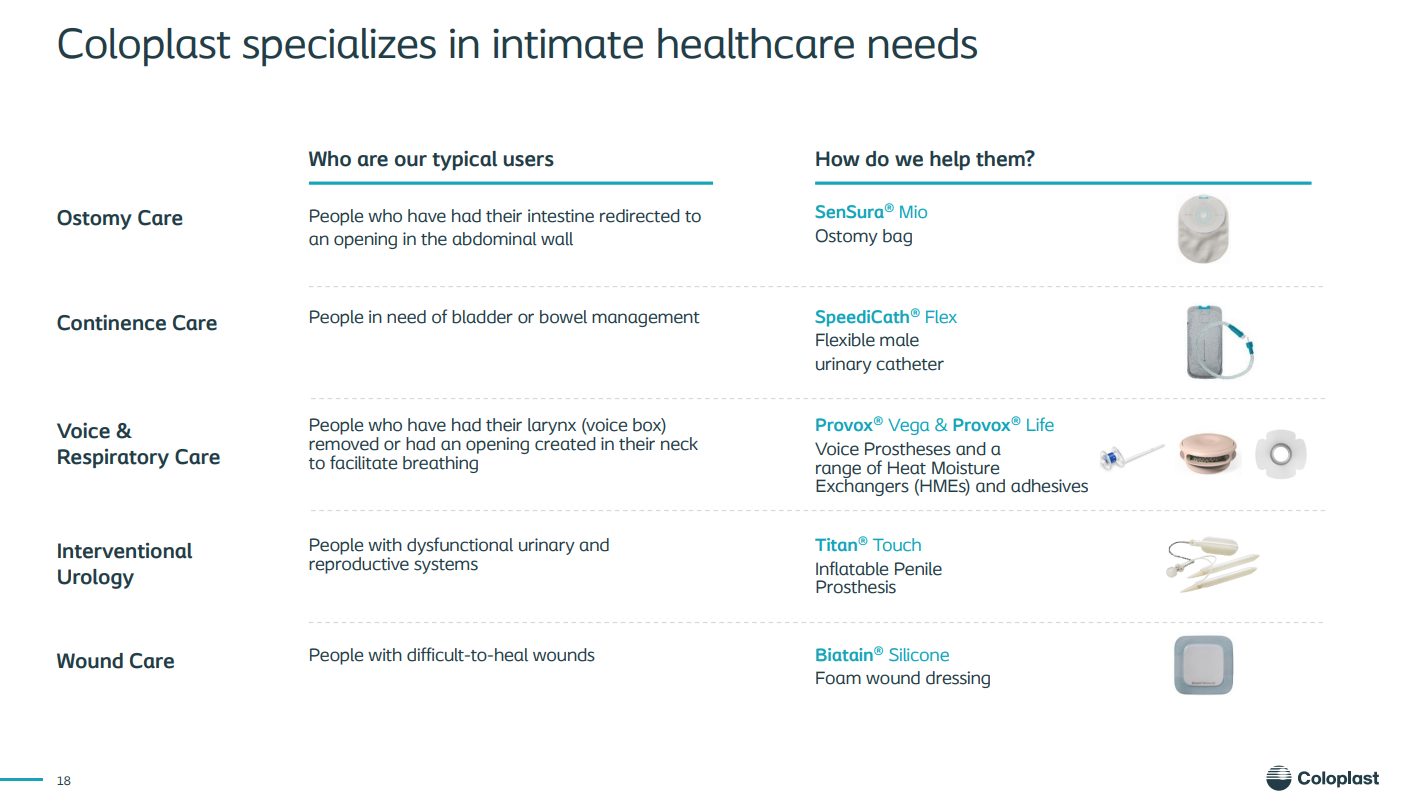 Coloplast specializes in intimate healthcare needs
Who are our typical users
How do we help them?
Ostomy Care
People who have had their intestine redirected to
an opening in the abdominal wall
SenSura® Mio
Ostomy bag
Continence Care
People in need of bladder or bowel management
SpeediCath® Flex
Flexible male
urinary catheter
Voice &
Respiratory Care
People who have had their larynx (voice box)
removed or had an opening created in their neck
to facilitate breathing
Provox® Vega & Provox® Life
Voice Prostheses and a
range of Heat Moisture
Exchangers (HMEs) and adhesives
Interventional
Urology
People with dysfunctional urinary and
reproductive systems
Titan® Touch
Inflatable Penile
Prosthesis
Wound Care
People with difficult-to-heal wounds
Biatain® Silicone
Foam wound dressing
18
Coloplast